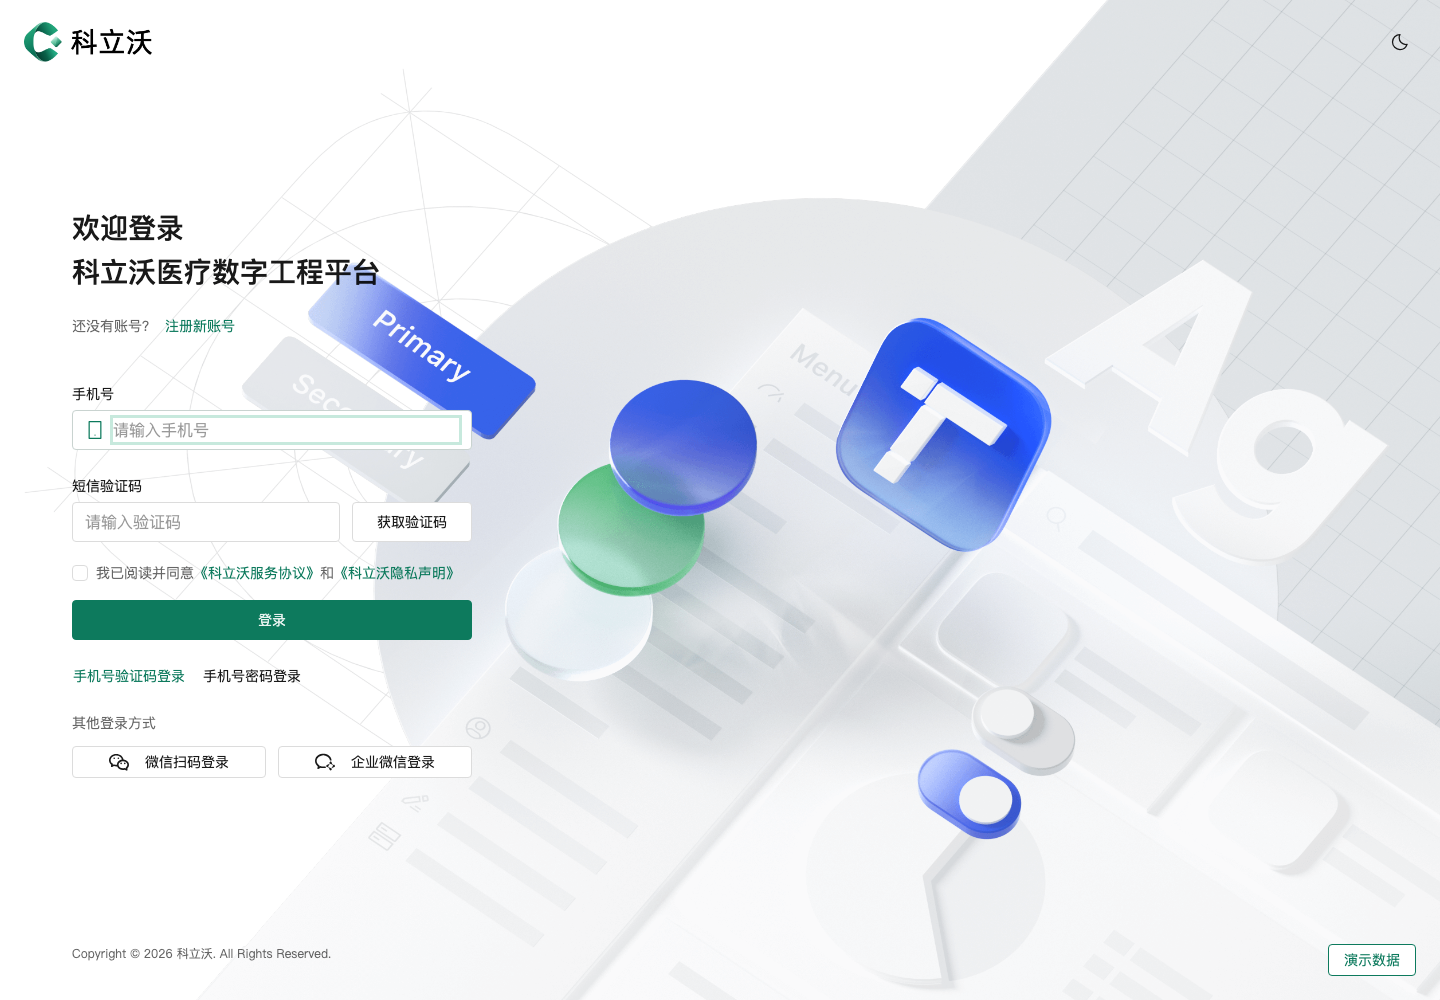 科立沃
欢迎登录
科立沃医疗数字工程平台
还没有账号? 注册新账号
Primary
Secondary
Menu
Ag
T
手机号
请输入手机号
短信验证码
请输入验证码 获取验证码
我已阅读并同意《科立沃服务协议》和《科立沃隐私声明》
登录
手机号验证码登录 手机号密码登录
其他登录方式
微信扫码登录 企业微信登录
Copyright © 2026 科立沃. All Rights Reserved.
演示数据